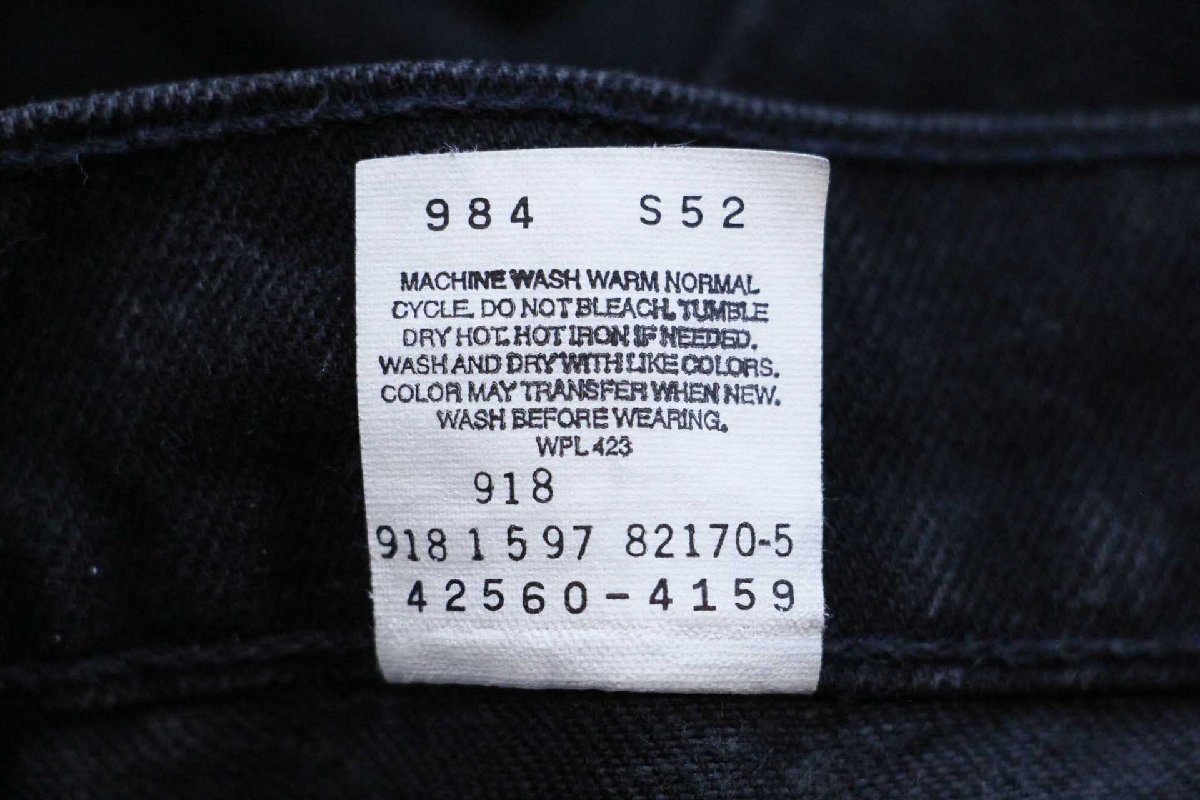 984 S52
MACHINE WASH WARM NORMAL
CYCLE. DO NOT BLEACH. TUMBLE
DRY HOT. HOT IRON IF NEEDED.
WASH AND DRY WITH LIKE COLORS.
COLOR MAY TRANSFER WHEN NEW.
WASH BEFORE WEARING.
WPL 423
918
918 1 597 82170-5
42560-4159